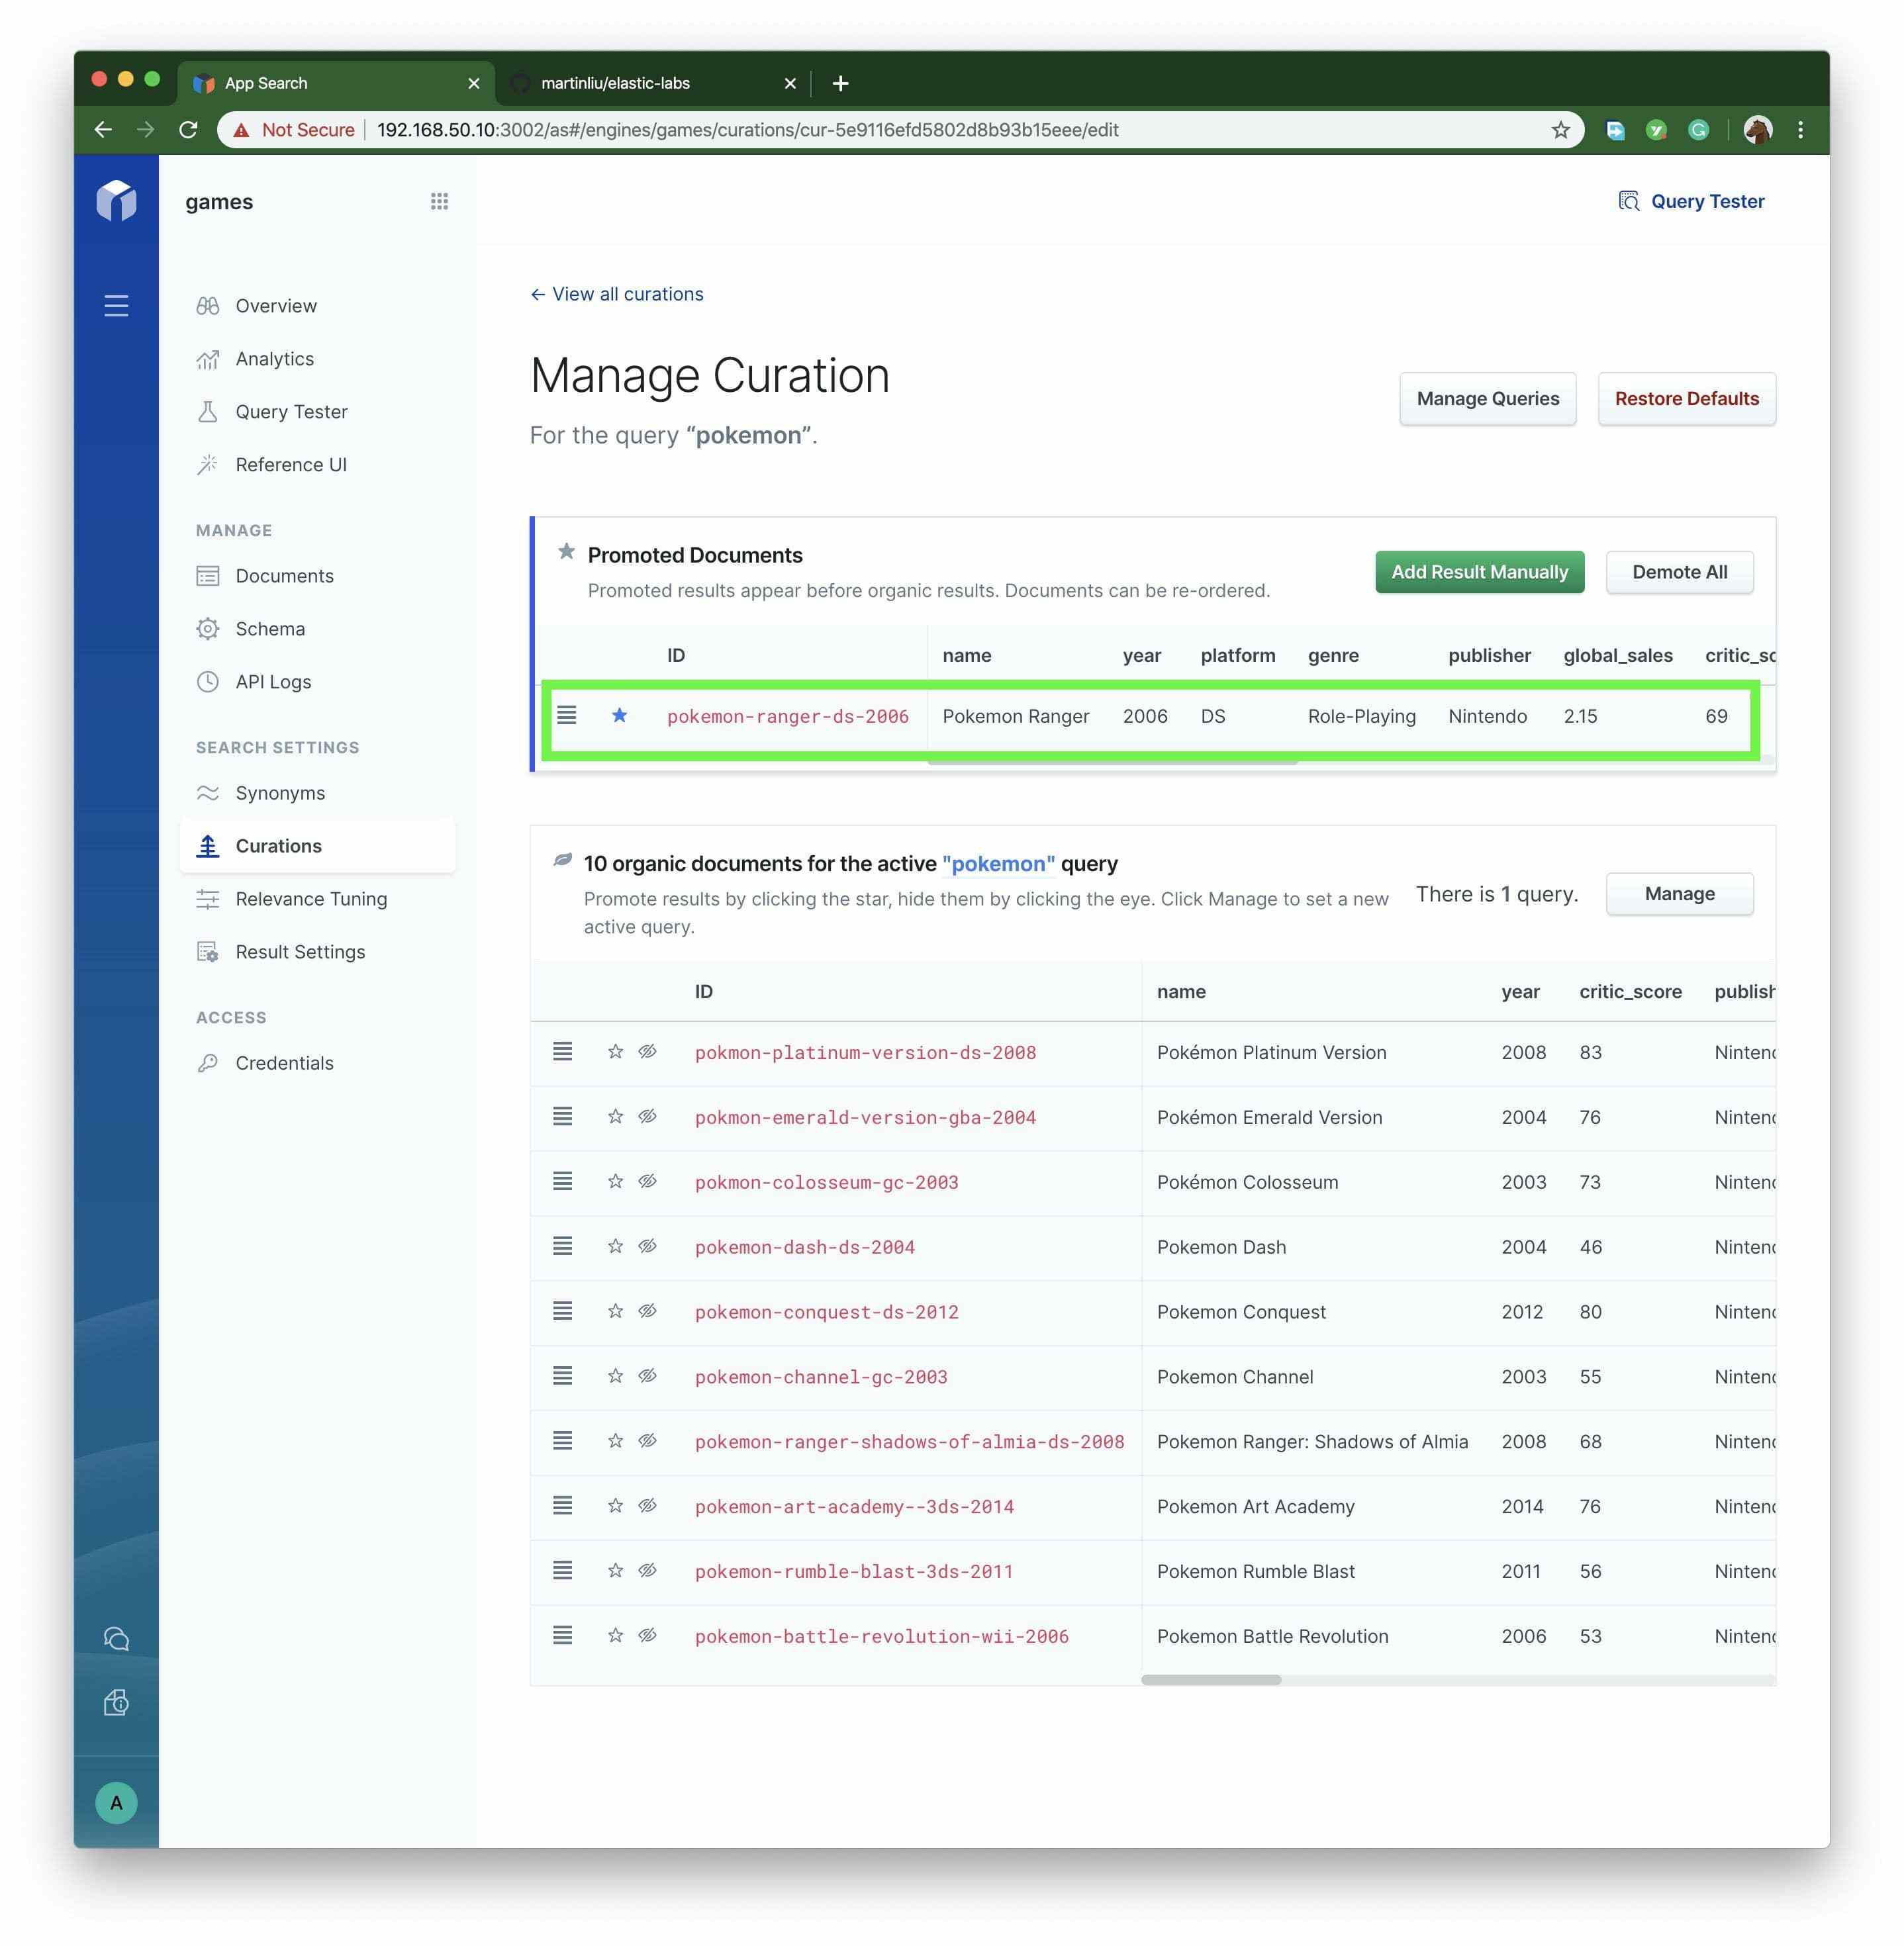 App Search
martinliu/elastic-labs
Not Secure 192.168.50.10:3002/as#/engines/games/curations/cur-5e9116efd5802d8b93b15eee/edit
games
Query Tester
Overview
Analytics
Query Tester
Reference UI
MANAGE
Documents
Schema
API Logs
SEARCH SETTINGS
Synonyms
Curations
Relevance Tuning
Result Settings
ACCESS
Credentials
A
← View all curations
Manage Curation
For the query “pokemon”.
Manage Queries
Restore Defaults
Promoted Documents
Promoted results appear before organic results. Documents can be re-ordered.
Add Result Manually
Demote All
ID name year platform genre publisher global_sales critic_sc
pokemon-ranger-ds-2006 Pokemon Ranger 2006 DS Role-Playing Nintendo 2.15 69
10 organic documents for the active "pokemon" query
Promote results by clicking the star, hide them by clicking the eye. Click Manage to set a new
active query.
There is 1 query.
Manage
ID name year critic_score publish
pokmon-platinum-version-ds-2008 Pokémon Platinum Version 2008 83 Ninten
pokmon-emerald-version-gba-2004 Pokémon Emerald Version 2004 76 Ninten
pokmon-colosseum-gc-2003 Pokémon Colosseum 2003 73 Ninten
pokemon-dash-ds-2004 Pokemon Dash 2004 46 Ninten
pokemon-conquest-ds-2012 Pokemon Conquest 2012 80 Ninten
pokemon-channel-gc-2003 Pokemon Channel 2003 55 Ninten
pokemon-ranger-shadows-of-almia-ds-2008 Pokemon Ranger: Shadows of Almia 2008 68 Ninten
pokemon-art-academy--3ds-2014 Pokemon Art Academy 2014 76 Ninten
pokemon-rumble-blast-3ds-2011 Pokemon Rumble Blast 2011 56 Ninten
pokemon-battle-revolution-wii-2006 Pokemon Battle Revolution 2006 53 Ninten